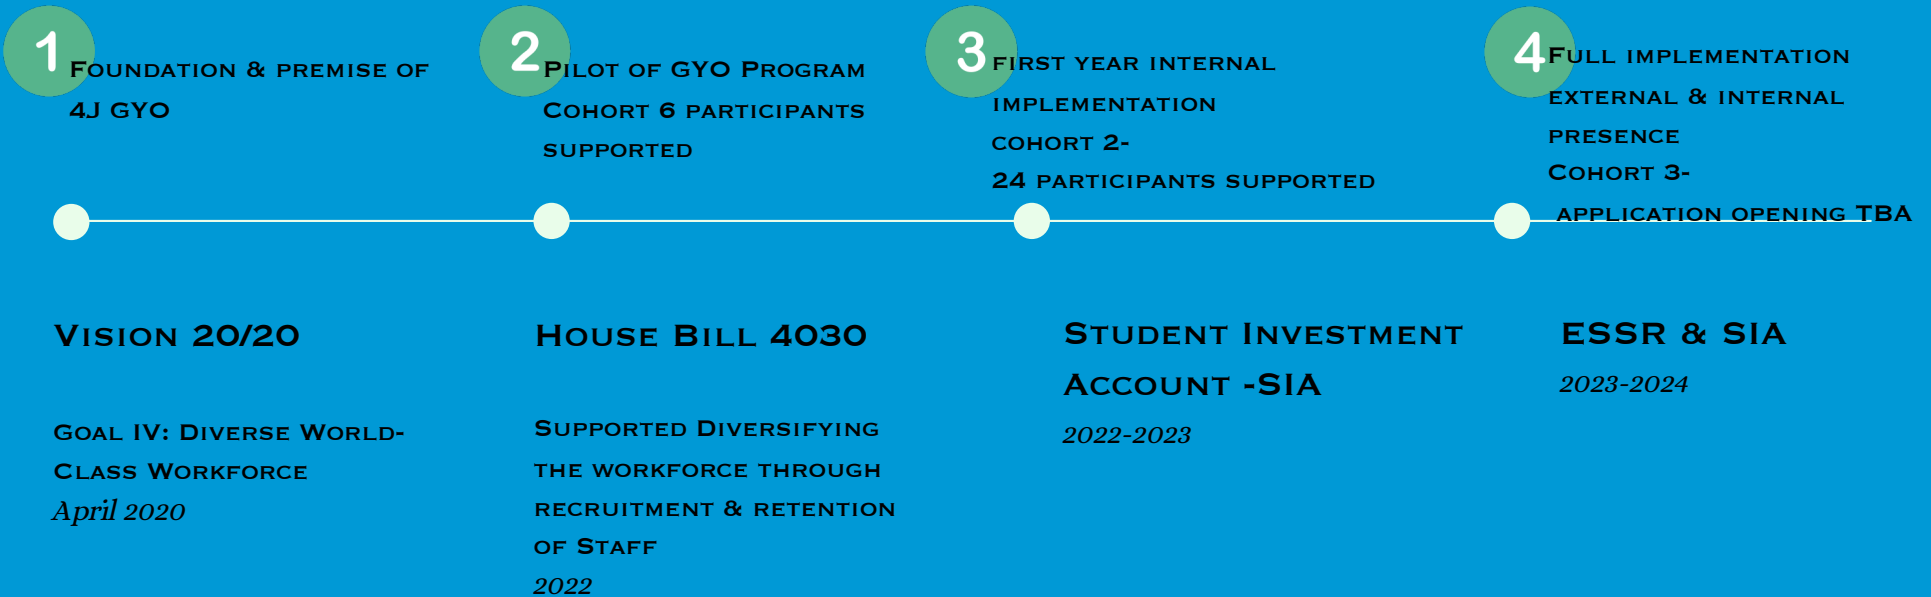 1
Foundation & premise of
4J GYO
2
Pilot of GYO Program
Cohort 6 participants
supported
3
first year internal
implementation
cohort 2-
24 participants supported
4
Full implementation
external & internal
presence
Cohort 3-
application opening TBA
Vision 20/20
Goal IV: Diverse World-
Class Workforce
April 2020
House Bill 4030
Supported Diversifying
the workforce through
recruitment & retention
of Staff
2022
Student Investment
Account -SIA
2022-2023
ESSR & SIA
2023-2024